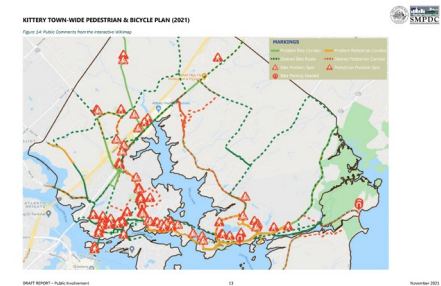 KITTERY TOWN-WIDE PEDESTRIAN & BICYCLE PLAN (2021)
SMPDC
Figure 14: Public Comments from the Interactive Wikimap
MARKINGS
Problem Bike Corridor
Problem Pedestrian Corridor
Desired Bike Route
Desired Pedestrian Corridor
Bike Problem Spot
Pedestrian Problem Spot
Bike Parking Needed
DRAFT REPORT – Public Involvement
13
November 2021